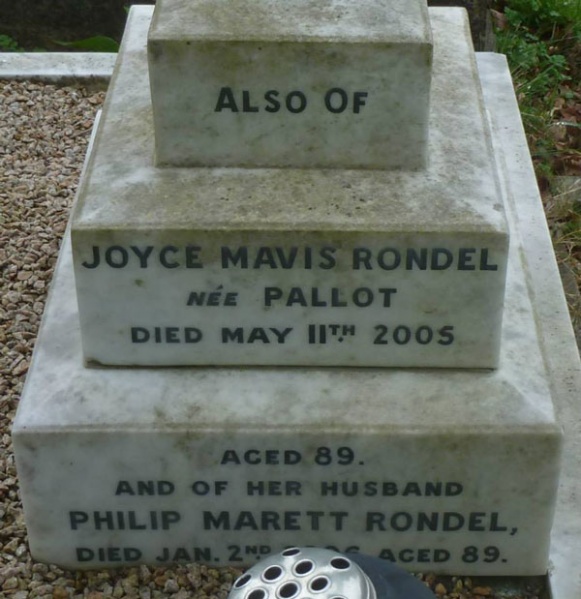 ALSO OF
JOYCE MAVIS RONDEL
NÉE PALLOT
DIED MAY 11TH 2005
AGED 89.
AND OF HER HUSBAND
PHILIP MARETT RONDEL,
DIED JAN. 2ND AGED 89.